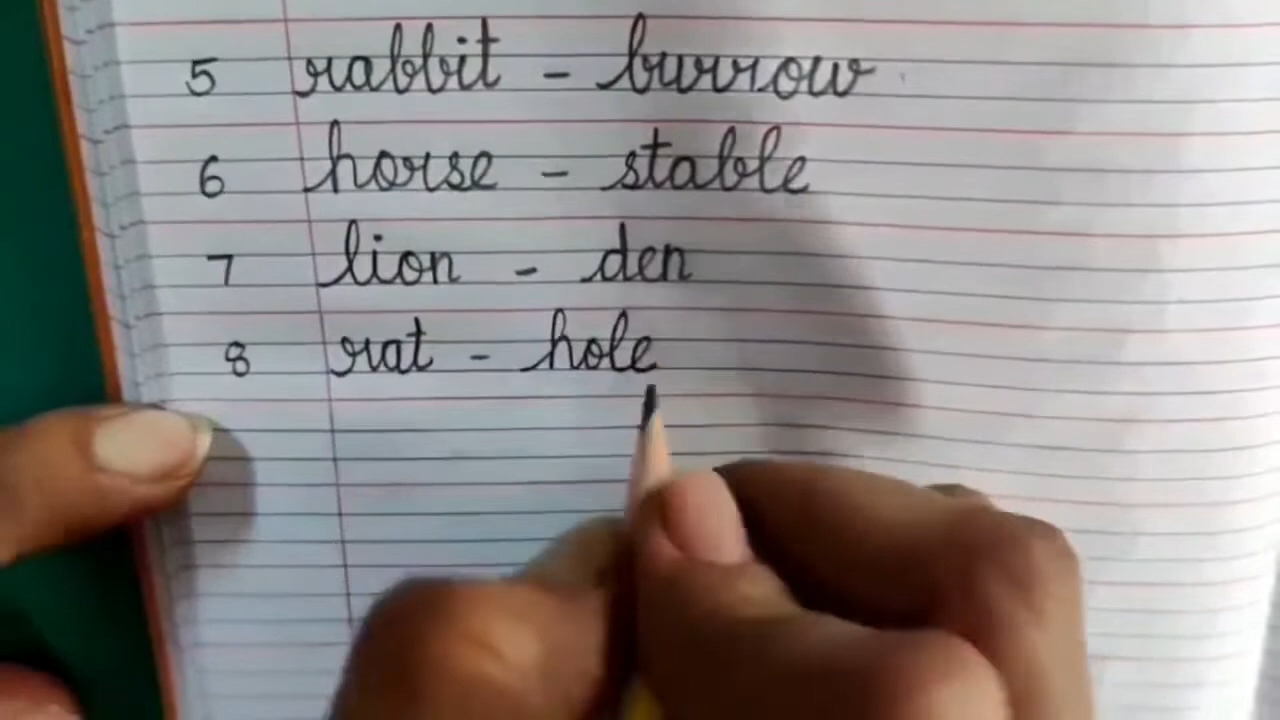 5 rabbit - burrow
6 horse - stable
7 lion - den
8 rat - hole